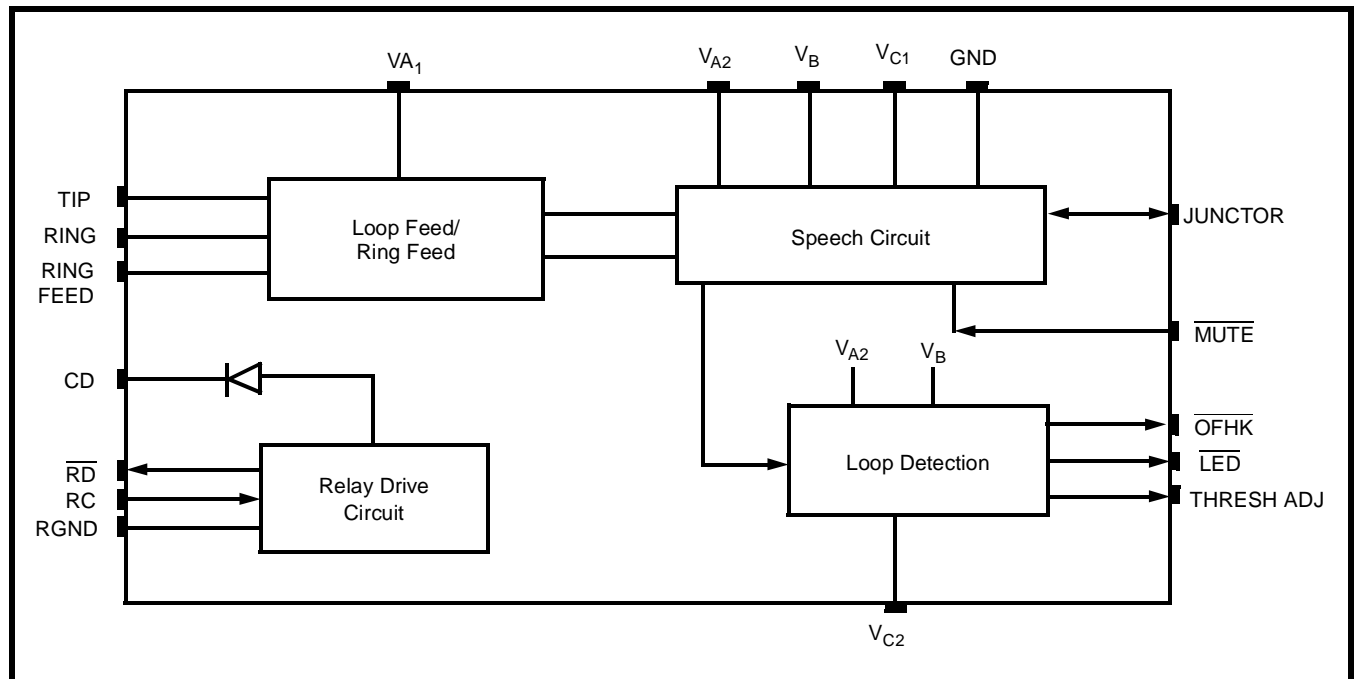 VA1
VA2
VB
VC1
GND
TIP
RING
RING
FEED
Loop Feed/
Ring Feed
Speech Circuit
JUNCTOR
MUTE
CD
VA2
VB
RD
RC
RGND
Relay Drive
Circuit
Loop Detection
OFHK
LED
THRESH ADJ
VC2